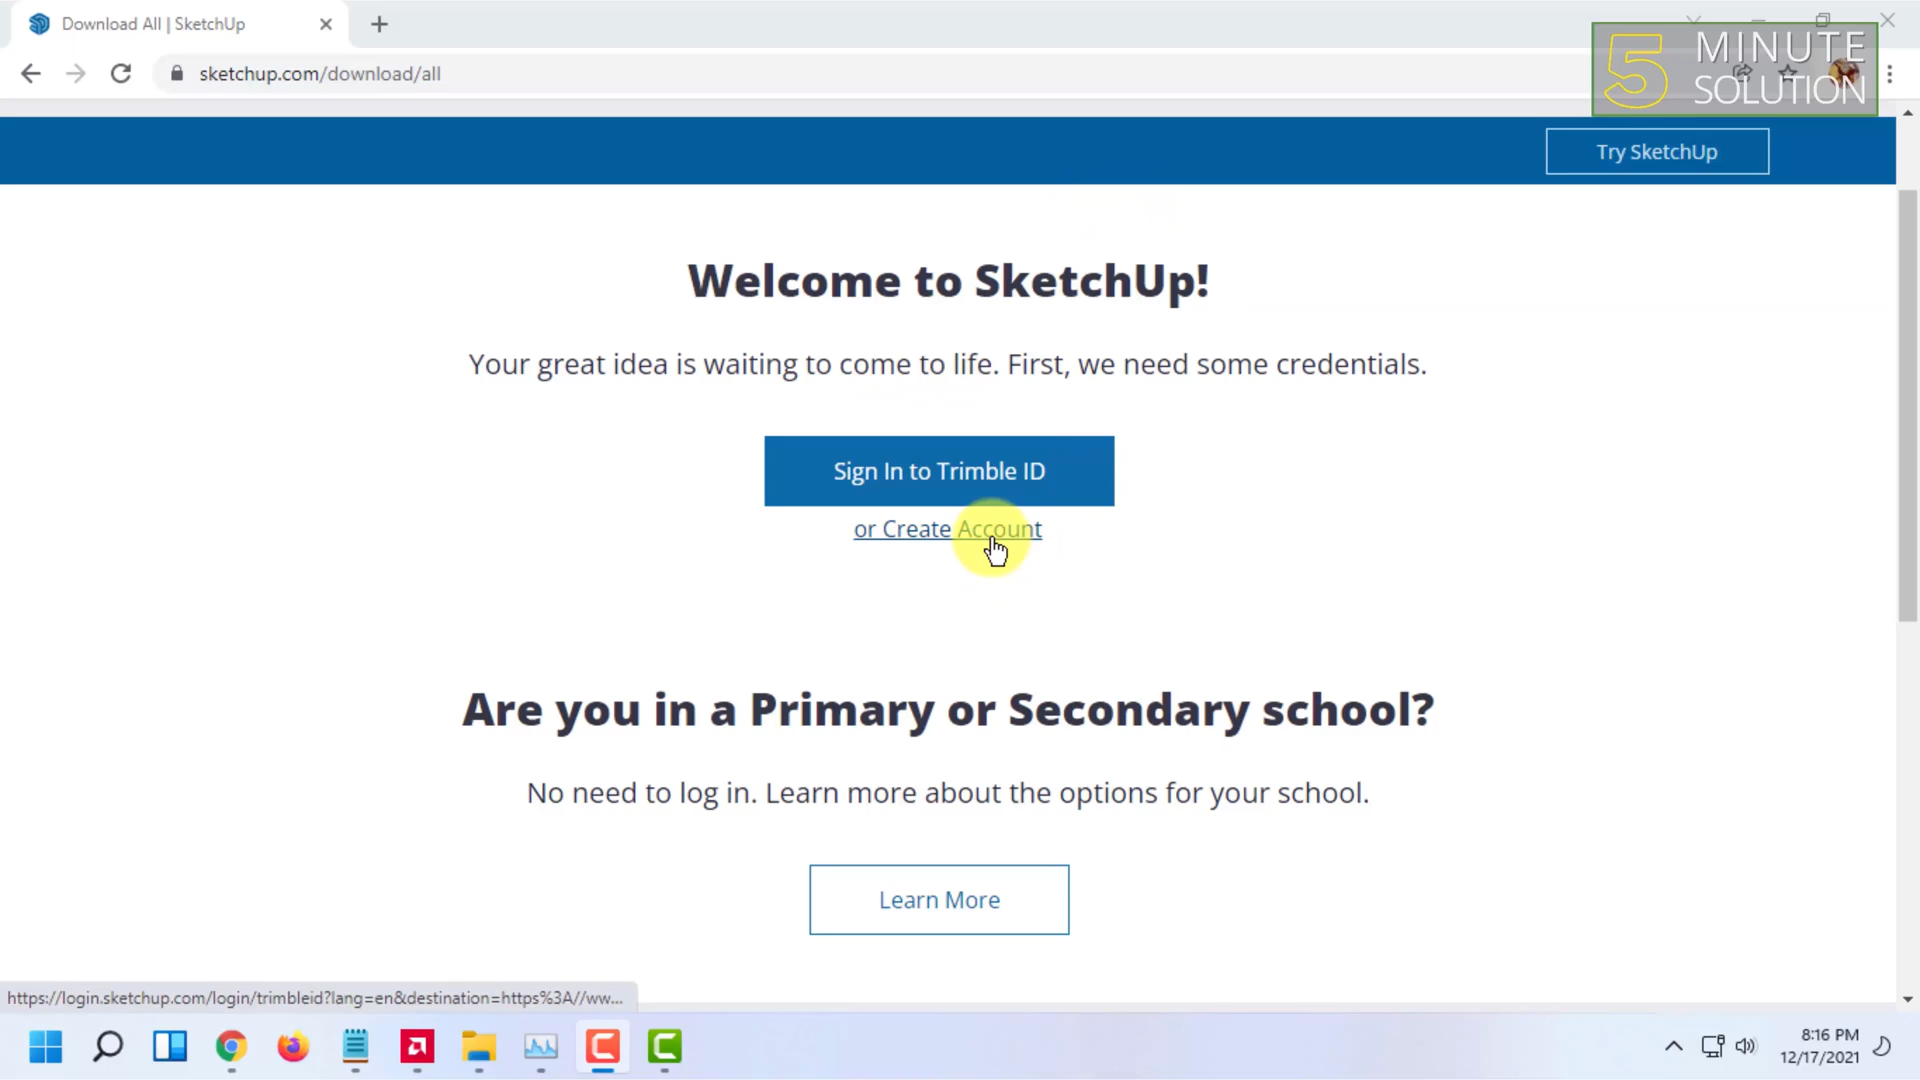 Download All | SketchUp
sketchup.com/download/all
5 MINUTE
SOLUTION
Try SketchUp
Welcome to SketchUp!
Your great idea is waiting to come to life. First, we need some credentials.
Sign In to Trimble ID
or Create Account
Are you in a Primary or Secondary school?
No need to log in. Learn more about the options for your school.
Learn More
https://login.sketchup.com/login/trimbleid?lang=en&destination=https%3A//ww...
8:16 PM
12/17/2021